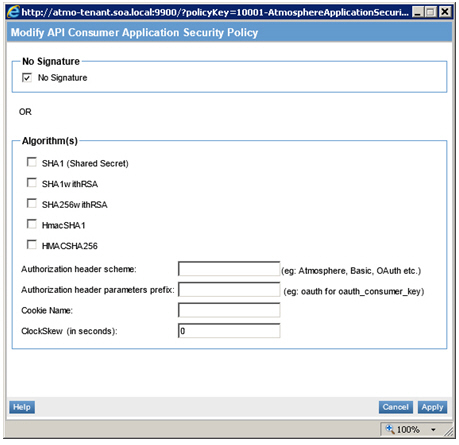 http://atmo-tenant.soa.local:9900/?policyKey=10001-AtmosphereApplicationSecuri...
Modify API Consumer Application Security Policy
No Signature
No Signature
OR
Algorithm(s)
SHA1 (Shared Secret)
SHA1withRSA
SHA256withRSA
HmacSHA1
HMACSHA256
Authorization header scheme: (eg: Atmosphere, Basic, OAuth etc.)
Authorization header parameters prefix: (eg: oauth for oauth_consumer_key)
Cookie Name:
ClockSkew (in seconds): 0
Help Cancel Apply
100%